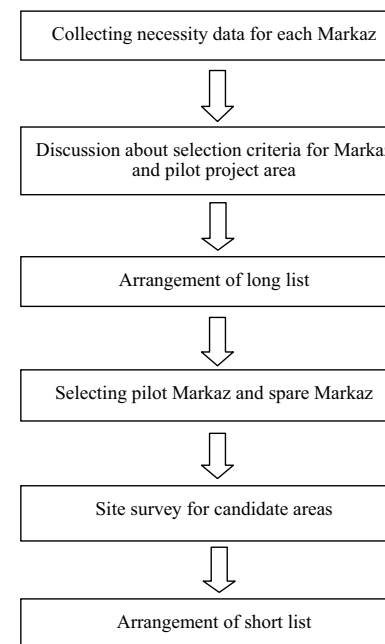 Collecting necessity data for each Markaz
Discussion about selection criteria for Markaz
and pilot project area
Arrangement of long list
Selecting pilot Markaz and spare Markaz
Site survey for candidate areas
Arrangement of short list